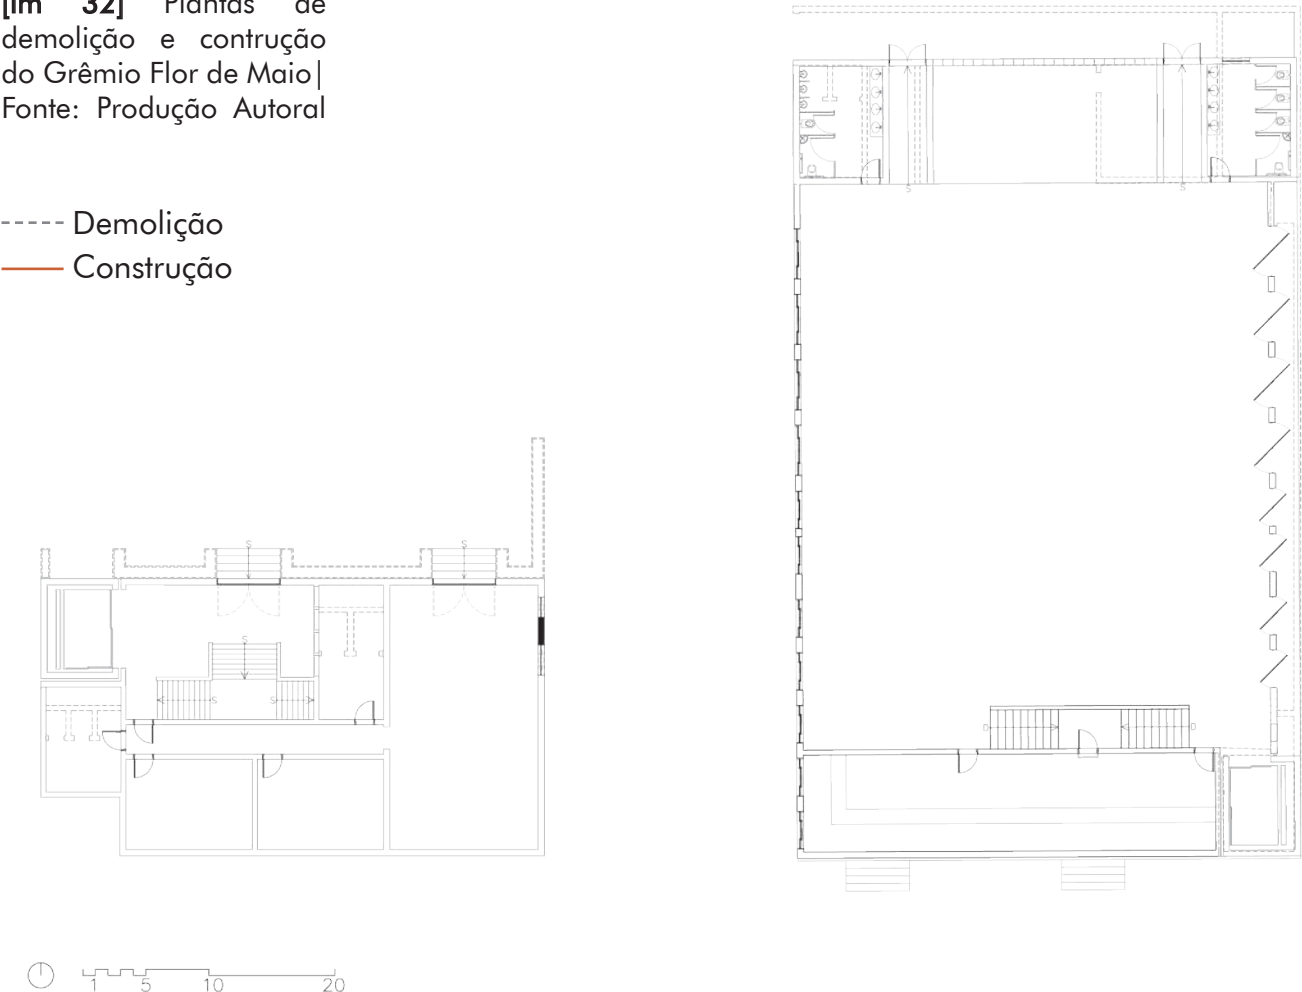 [im 32] Plantas de
demolição e contrução
do Grêmio Flor de Maio|
Fonte: Produção Autoral
Demolição
Construção
S
S
S
S
S
S
S
D
D
1 5 10 20